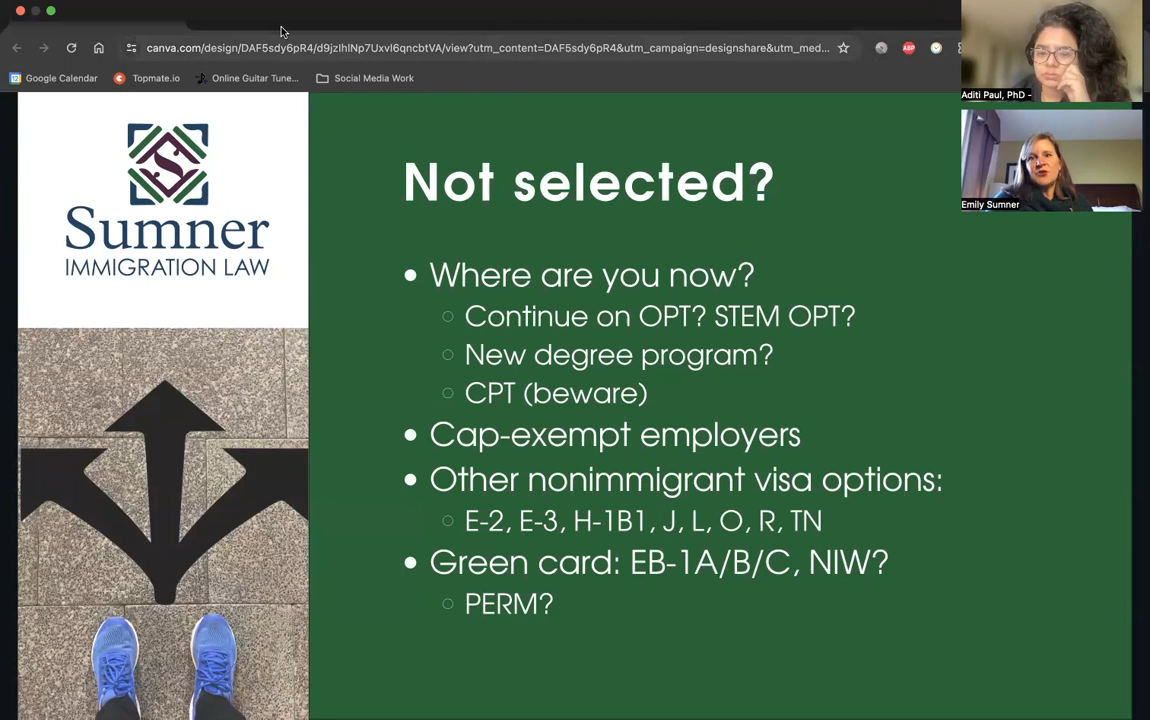 canva.com/design/DAF5sdy6pR4/d9jzIhlNp7UxvI6qncbtVA/view?utm_content=DAF5sdy6pR4&utm_campaign=designshare&utm_med...
ABP
Google Calendar
Topmate.io
Online Guitar Tune...
Social Media Work
Aditi Paul, PhD -
Emily Sumner
S
Sumner
IMMIGRATION LAW
Not selected?
• Where are you now?
○ Continue on OPT? STEM OPT?
○ New degree program?
○ CPT (beware)
• Cap-exempt employers
• Other nonimmigrant visa options:
○ E-2, E-3, H-1B1, J, L, O, R, TN
• Green card: EB-1A/B/C, NIW?
○ PERM?